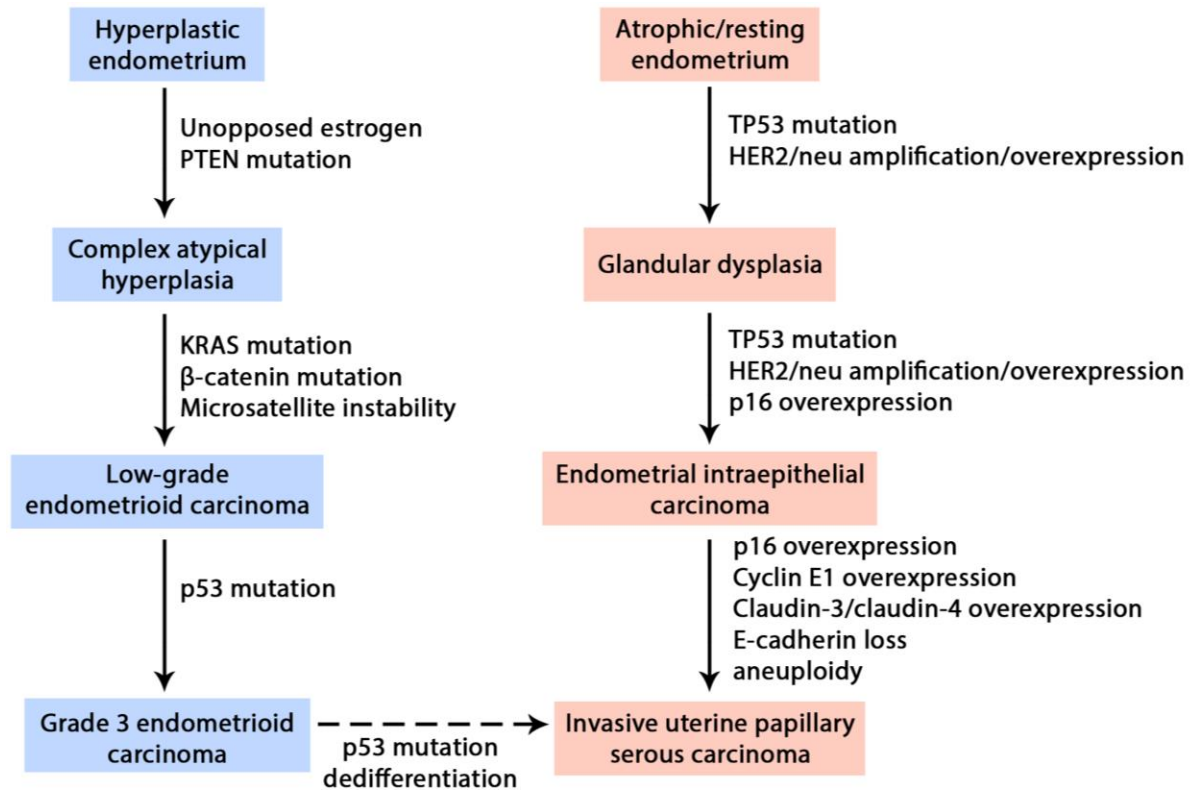 Hyperplastic
endometrium
Unopposed estrogen
PTEN mutation
Complex atypical
hyperplasia
KRAS mutation
β-catenin mutation
Microsatellite instability
Low-grade
endometrioid carcinoma
p53 mutation
Grade 3 endometrioid
carcinoma
p53 mutation
dedifferentiation
Atrophic/resting
endometrium
TP53 mutation
HER2/neu amplification/overexpression
Glandular dysplasia
TP53 mutation
HER2/neu amplification/overexpression
p16 overexpression
Endometrial intraepithelial
carcinoma
p16 overexpression
Cyclin E1 overexpression
Claudin-3/claudin-4 overexpression
E-cadherin loss
aneuploidy
Invasive uterine papillary
serous carcinoma